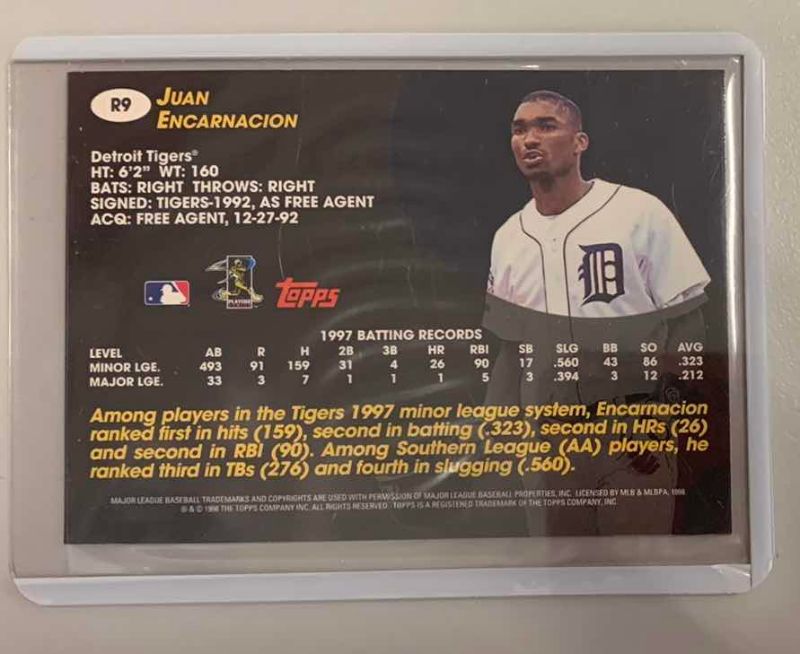 R9
JUAN
ENCARNACION
Detroit Tigers®
HT: 6'2" WT: 160
BATS: RIGHT THROWS: RIGHT
SIGNED: TIGERS-1992, AS FREE AGENT
ACQ: FREE AGENT, 12-27-92
TOPPS
1997 BATTING RECORDS
LEVEL AB R H 2B 3B HR RBI SB SLG BB SO AVG
MINOR LGE. 493 91 159 31 4 26 90 17 .560 43 86 .323
MAJOR LGE. 33 3 7 1 1 1 5 3 .394 3 12 .212
Among players in the Tigers 1997 minor league system, Encarnacion
ranked first in hits (159), second in batting (.323), second in HRs (26)
and second in RBI (90). Among Southern League (AA) players, he
ranked third in TBs (276) and fourth in slugging (.560).
MAJOR LEAGUE BASEBALL TRADEMARKS AND COPYRIGHTS ARE USED WITH PERMISSION OF MAJOR LEAGUE BASEBALL PROPERTIES, INC. LICENSED BY MLB & MLBPA, 1998
® & © 1998 THE TOPPS COMPANY INC. ALL RIGHTS RESERVED. TOPPS IS A REGISTERED TRADEMARK OF THE TOPPS COMPANY, INC.